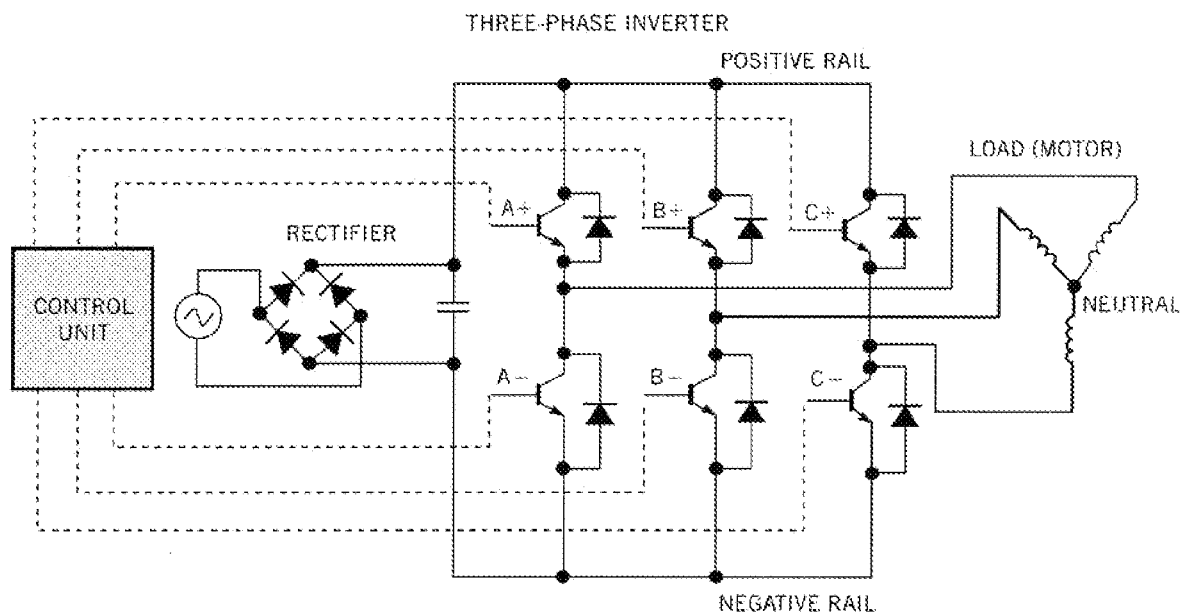 THREE-PHASE INVERTER
POSITIVE RAIL
LOAD (MOTOR)
A+
B+
C+
RECTIFIER
CONTROL
UNIT
NEUTRAL
A-
B-
C-
NEGATIVE RAIL